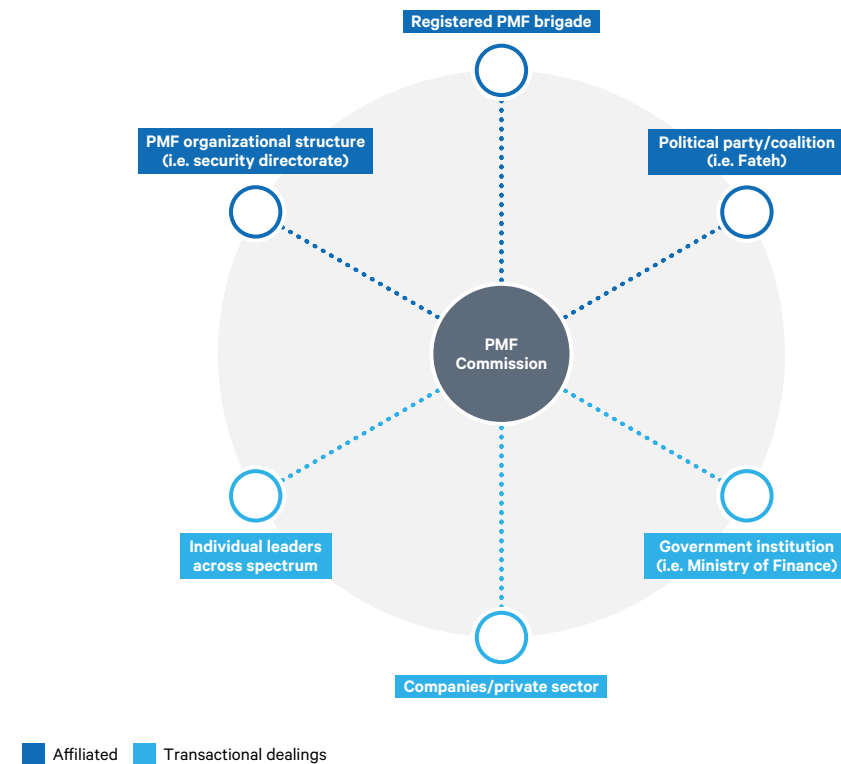 Registered PMF brigade
PMF organizational structure
(i.e. security directorate)
Political party/coalition
(i.e. Fateh)
PMF
Commission
Individual leaders
across spectrum
Government institution
(i.e. Ministry of Finance)
Companies/private sector
Affiliated
Transactional dealings